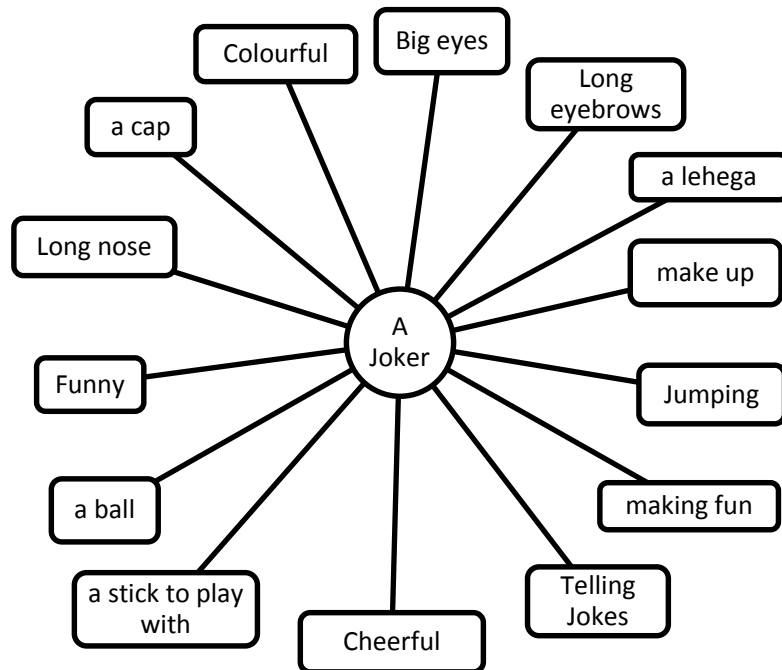 Colourful
Big eyes
Long
eyebrows
a cap
a lehega
Long nose
make up
A
Joker
Funny
Jumping
a ball
making fun
a stick to play
with
Telling
Jokes
Cheerful